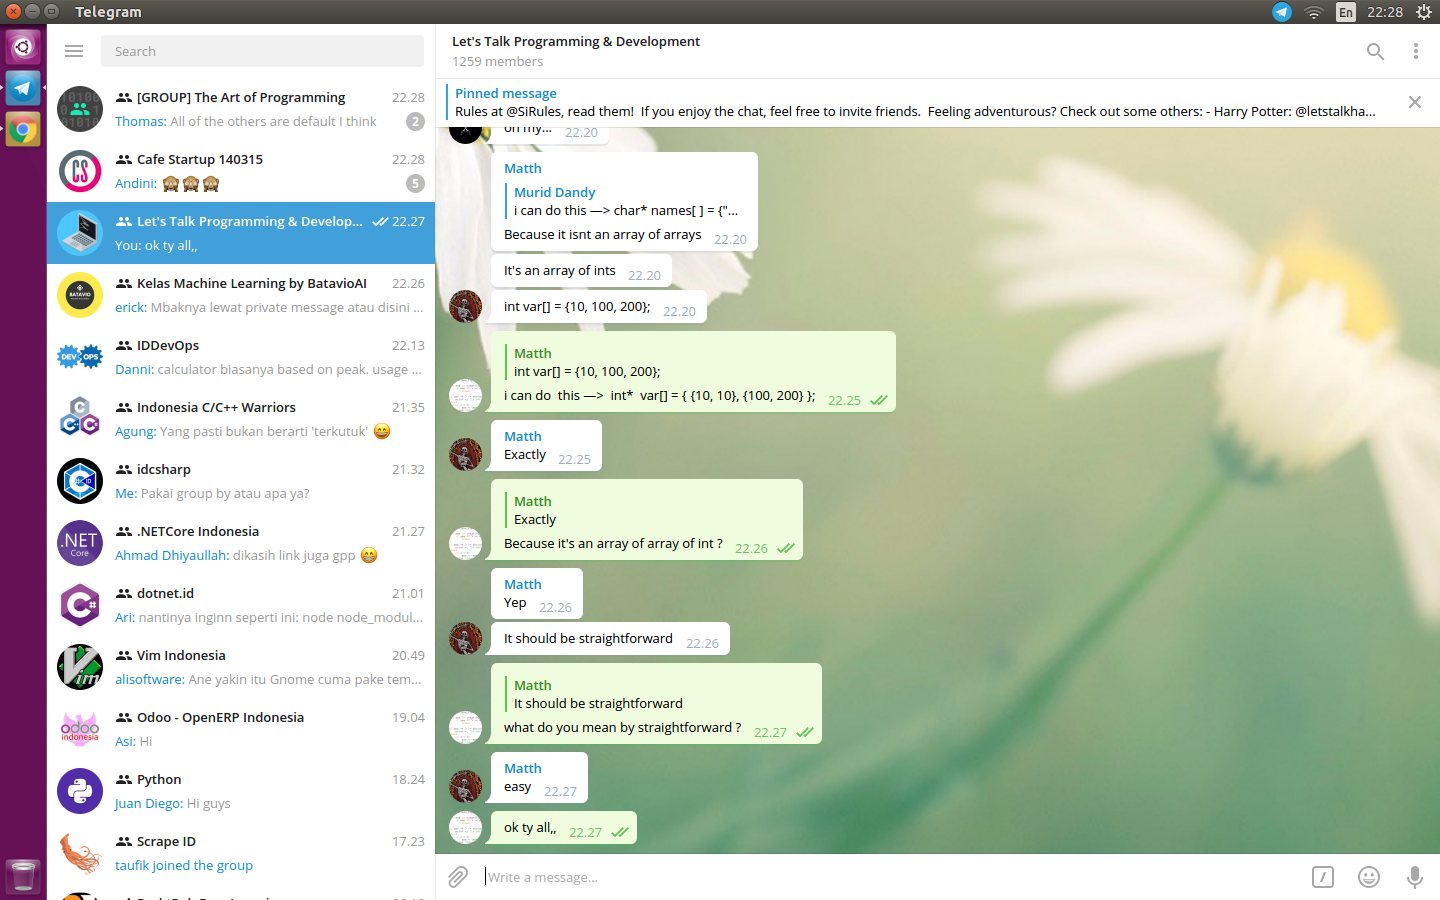 Telegram
En
22:28
Search
[GROUP] The Art of Programming 22.28
Thomas: All of the others are default I think 2
Cafe Startup 140315 22.28
Andini: 🙈🙈🙈 5
Let's Talk Programming & Develop... 22.27
You: ok ty all,,
Kelas Machine Learning by BatavioAI 22.26
erick: Mbaknya lewat private message atau disini ...
IDDevOps 22.13
Danni: calculator biasanya based on peak. usage ...
Indonesia C/C++ Warriors 21.35
Agung: Yang pasti bukan berarti 'terkutuk' 😄
idcsharp 21.32
Me: Pakai group by atau apa ya?
.NETCore Indonesia 21.27
Ahmad Dhiyaullah: dikasih link juga gpp 😁
dotnet.id 21.01
Ari: nantinya inginn seperti ini: node node_modul...
Vim Indonesia 20.49
alisoftware: Ane yakin itu Gnome cuma pake tem...
Odoo - OpenERP Indonesia 19.04
Asi: Hi
Python 18.24
Juan Diego: Hi guys
Scrape ID 17.23
taufik joined the group
CS
BATAVIO
DEV OPS
.NET
Core
C#
Vim
odoo
indonesia
Let's Talk Programming & Development
1259 members
Pinned message
Rules at @SiRules, read them! If you enjoy the chat, feel free to invite friends. Feeling adventurous? Check out some others: - Harry Potter: @letstalkha...
oh my... 22.20
Matth
Murid Dandy
i can do this —> char* names[ ] = {"...
Because it isnt an array of arrays 22.20
It's an array of ints 22.20
int var[] = {10, 100, 200}; 22.20
Matth
int var[] = {10, 100, 200};
i can do this —> int* var[] = { {10, 10}, {100, 200} }; 22.25
Matth
Exactly 22.25
Matth
Exactly
Because it's an array of array of int ? 22.26
Matth
Yep 22.26
It should be straightforward 22.26
Matth
It should be straightforward
what do you mean by straightforward ? 22.27
Matth
easy 22.27
ok ty all,, 22.27
Write a message...